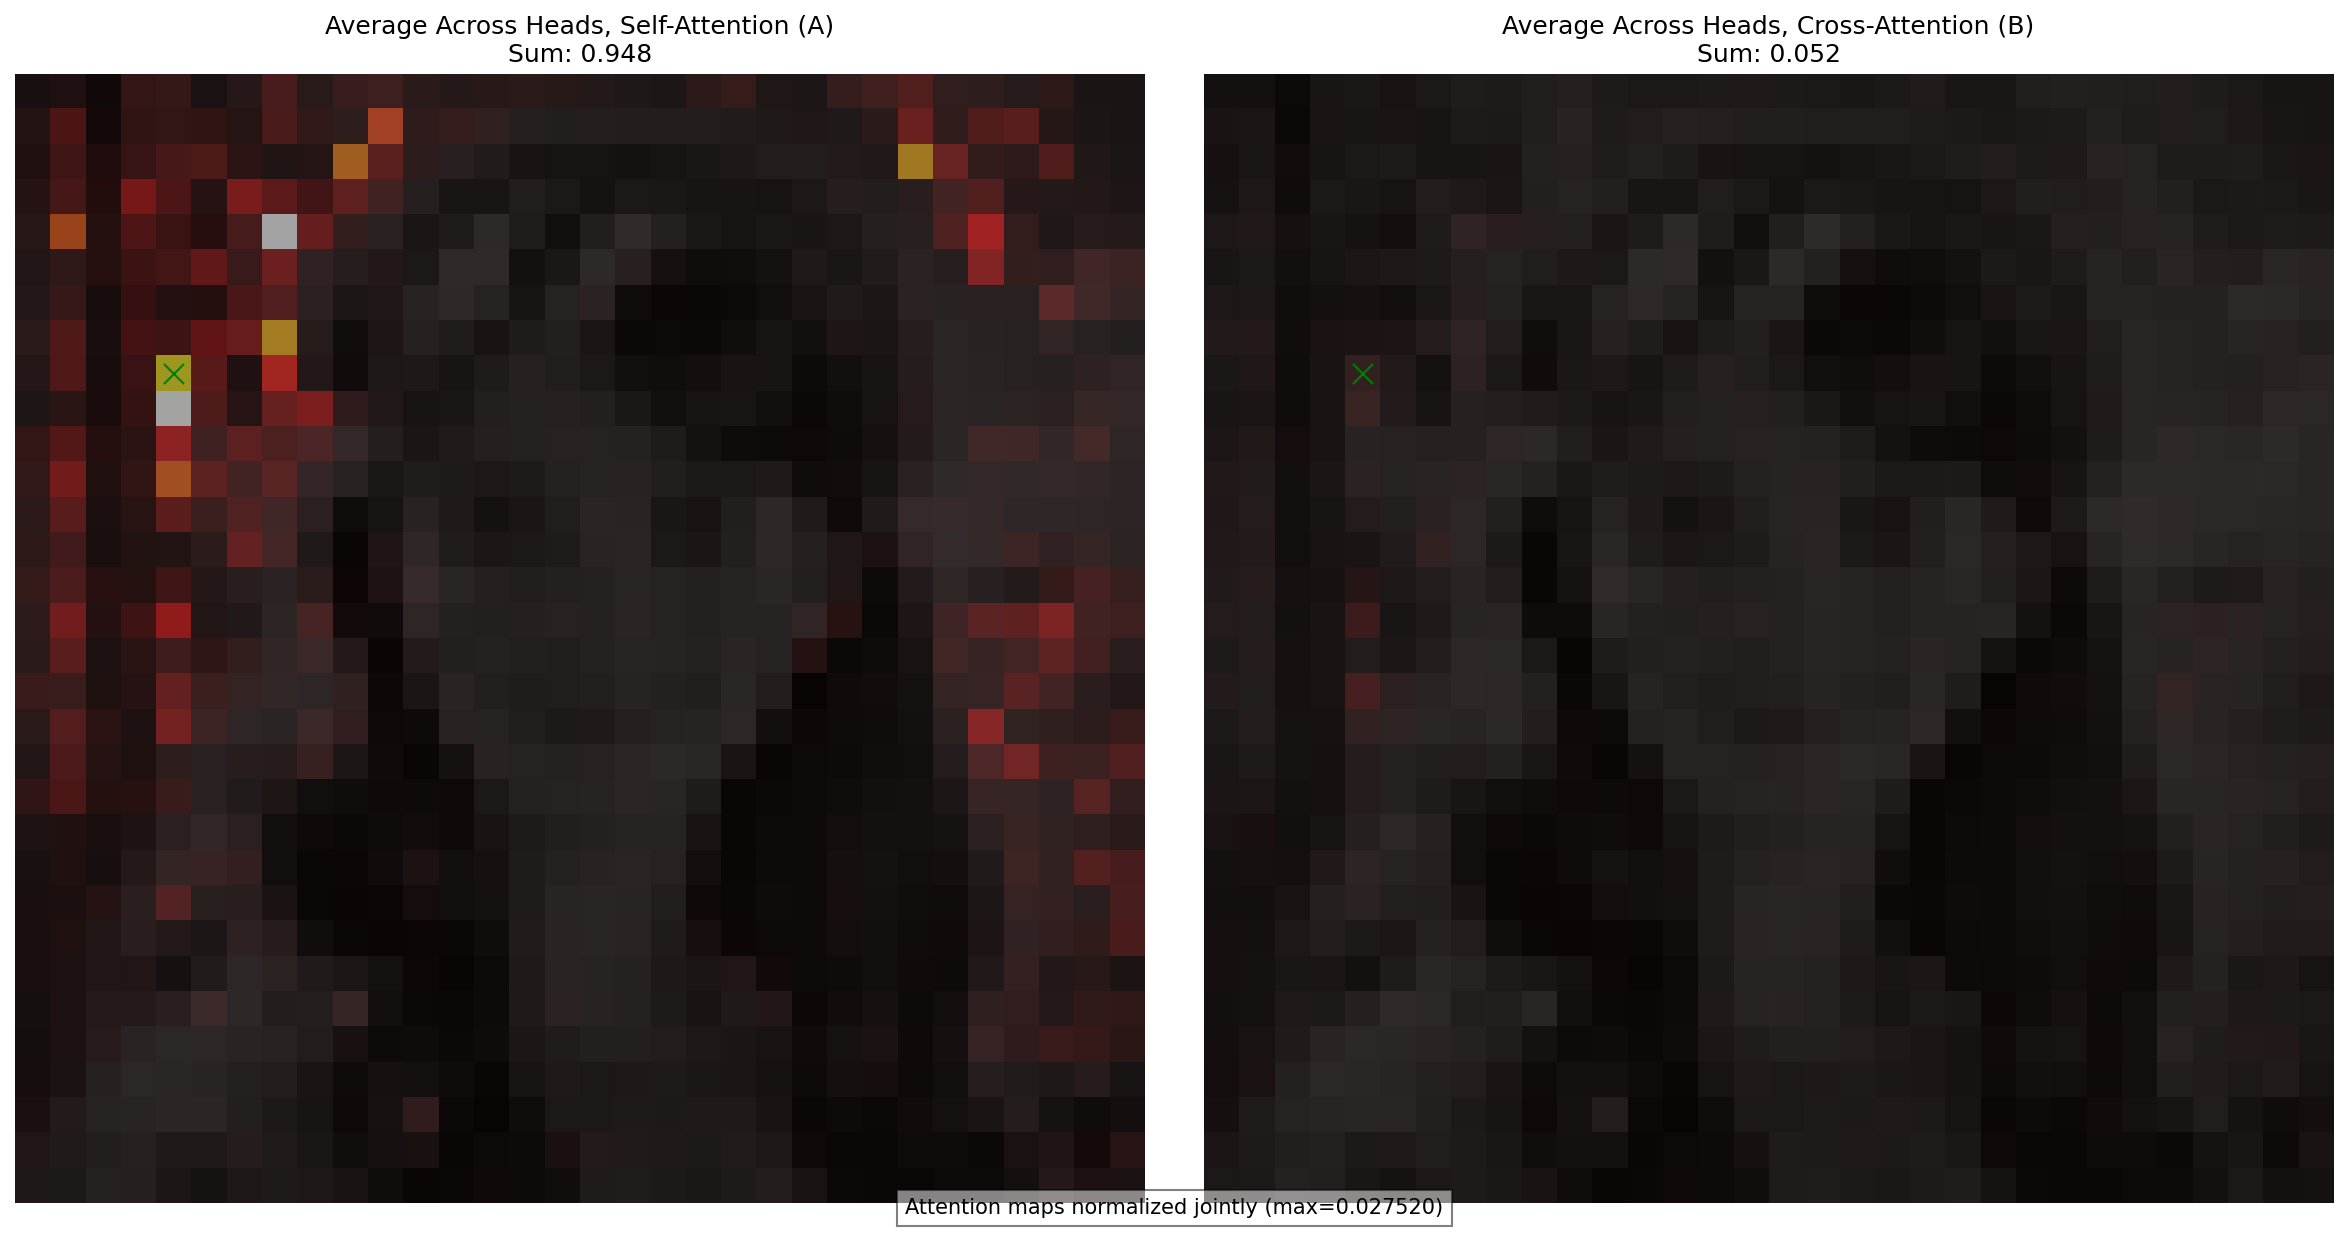 Average Across Heads, Self-Attention (A)
Sum: 0.948
Average Across Heads, Cross-Attention (B)
Sum: 0.052
Attention maps normalized jointly (max=0.027520)